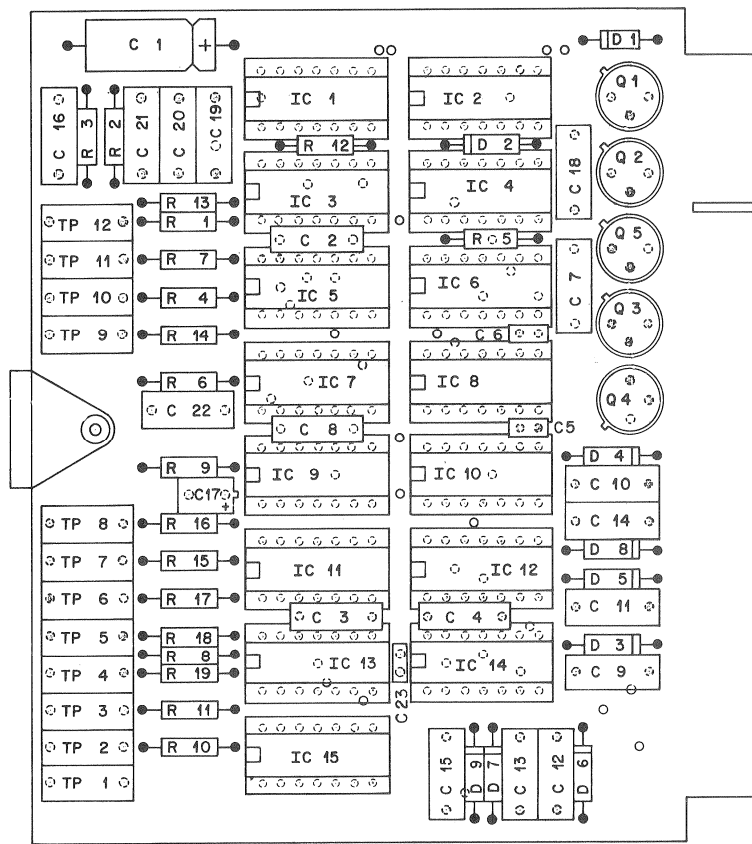 C 1 +
D 1
IC 1
IC 2
Q 1
C 16
R 3
R 2
C 21
C 20
C 19
R 12
D 2
C 18
Q 2
R 13
IC 3
IC 4
TP 12
R 1
C 2
R 5
Q 5
TP 11
R 7
IC 5
IC 6
C 7
TP 10
R 4
Q 3
TP 9
R 14
C 6
R 6
IC 7
IC 8
Q 4
C 22
C 8
C5
D 4
R 9
IC 9
IC 10
C 10
C17
+
C 14
TP 8
R 16
D 8
TP 7
R 15
IC 11
IC 12
D 5
TP 6
R 17
C 3
C 4
C 11
TP 5
R 18
D 3
R 8
IC 13
IC 14
TP 4
R 19
C 9
C23
TP 3
R 11
TP 2
R 10
IC 15
C 15
D 9
D 7
C 13
C 12
D 6
TP 1